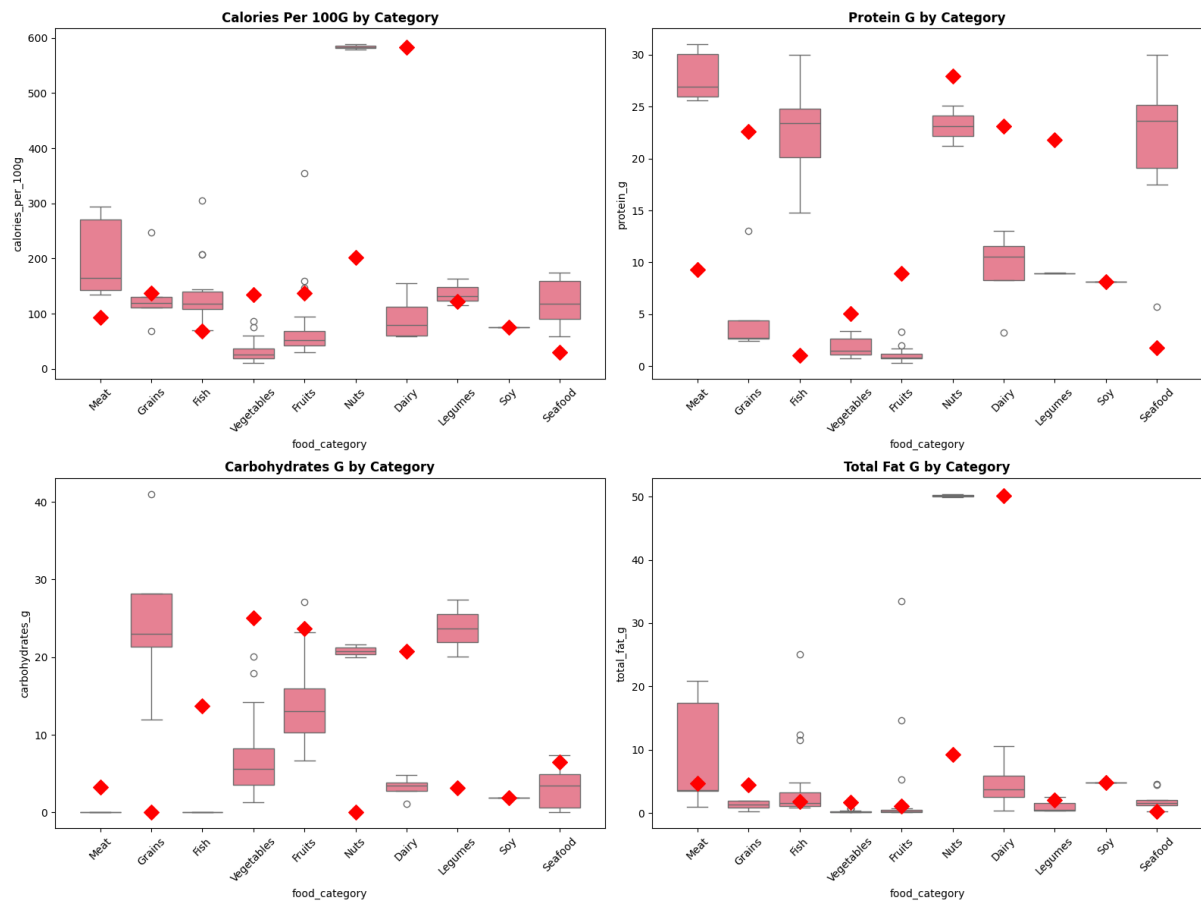 Calories Per 100G by Category
calories_per_100g
600
500
400
300
200
100
0
Meat
Grains
Fish
Vegetables
Fruits
Nuts
Dairy
Legumes
Soy
Seafood
food_category
Protein G by Category
protein_g
30
25
20
15
10
5
0
Meat
Grains
Fish
Vegetables
Fruits
Nuts
Dairy
Legumes
Soy
Seafood
food_category
Carbohydrates G by Category
carbohydrates_g
40
30
20
10
0
Meat
Grains
Fish
Vegetables
Fruits
Nuts
Dairy
Legumes
Soy
Seafood
food_category
Total Fat G by Category
total_fat_g
50
40
30
20
10
0
Meat
Grains
Fish
Vegetables
Fruits
Nuts
Dairy
Legumes
Soy
Seafood
food_category